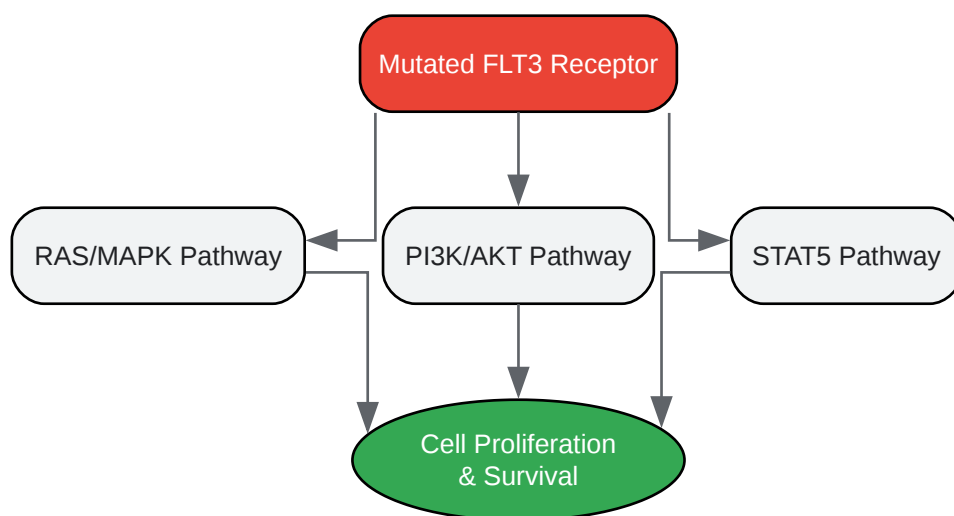 Mutated FLT3 Receptor
RAS/MAPK Pathway
PI3K/AKT Pathway
STAT5 Pathway
Cell Proliferation
& Survival